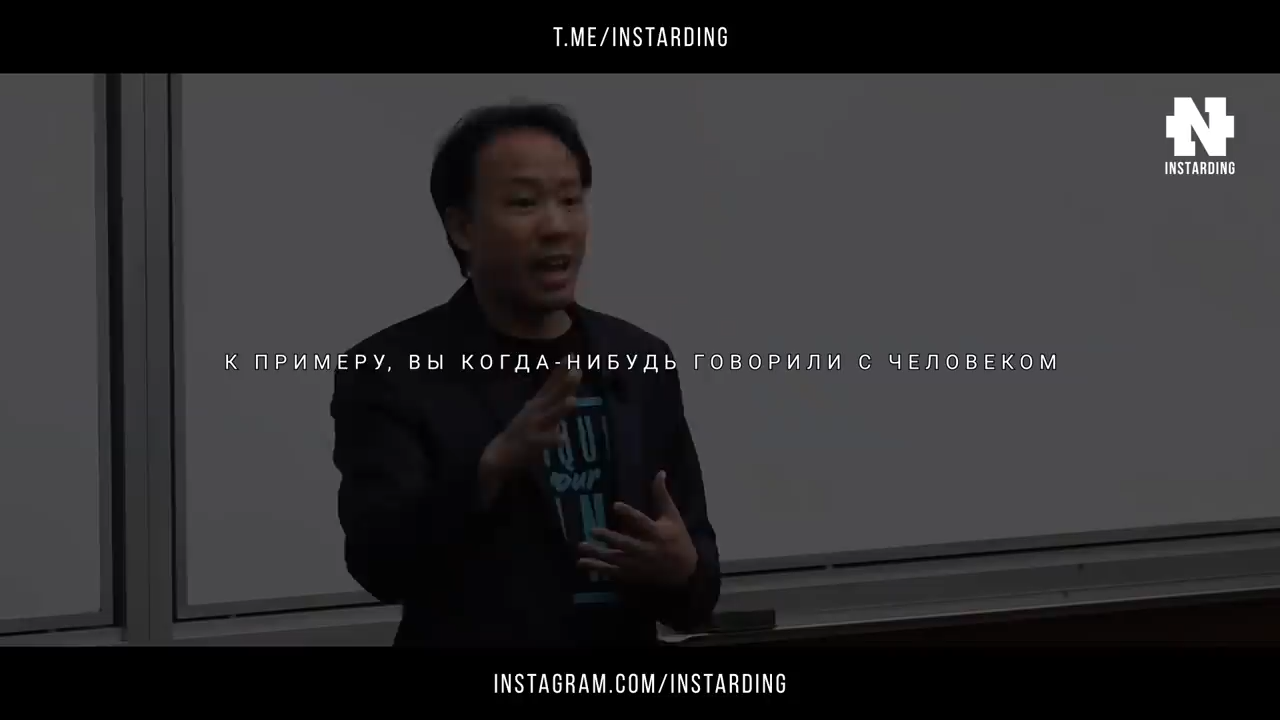 T.ME/INSTARDING
N
INSTARDING
К ПРИМЕРУ, ВЫ КОГДА-НИБУДЬ ГОВОРИЛИ С ЧЕЛОВЕКОМ
INSTAGRAM.COM/INSTARDING